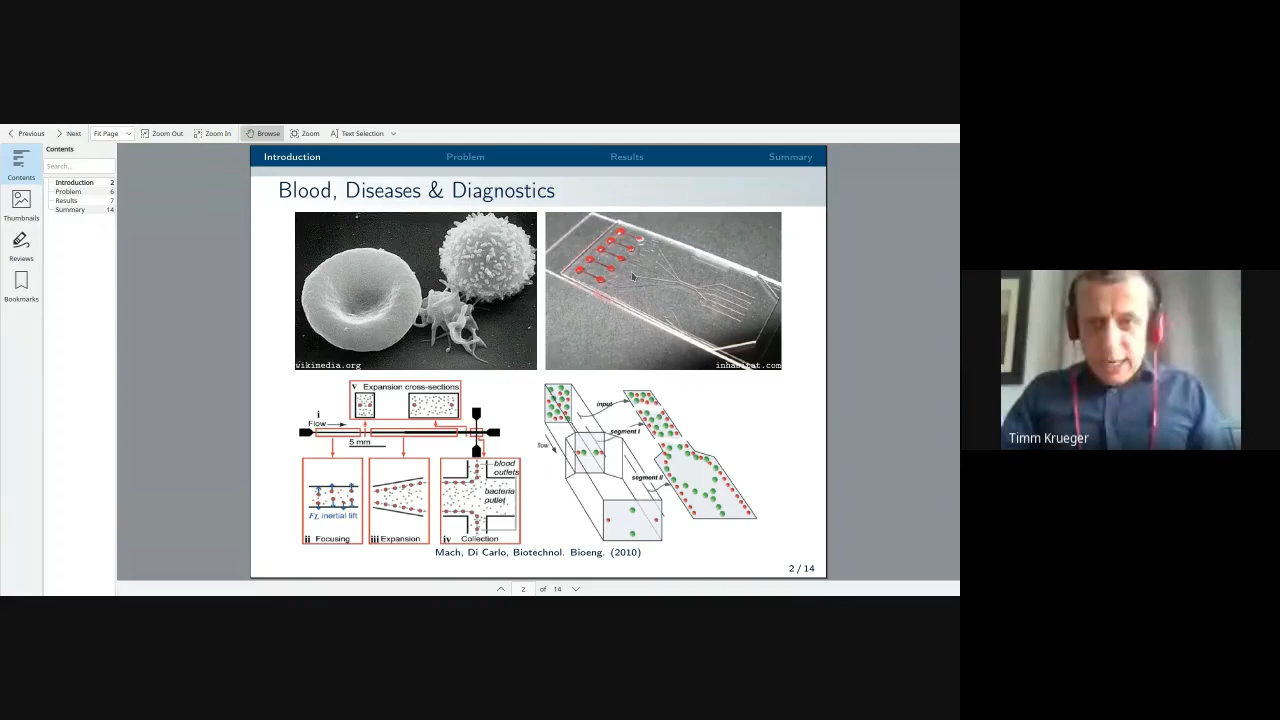 Previous Next Fit Page Zoom Out Zoom In Browse Zoom Text Selection
Contents
Search...
Contents
Introduction 2
Problem 6
Results 7
Summary 14
Thumbnails
Reviews
Bookmarks
Introduction Problem Results Summary
Blood, Diseases & Diagnostics
wikimedia.org
inhabitat.com
v Expansion cross-sections
i
Flow
5 mm
FL inertial lift
ii Focusing
iii Expansion
blood
outlets
bacteria
outlet
iv Collection
input
segment I
flow
segment II
Mach, Di Carlo, Biotechnol. Bioeng. (2010)
2 / 14
2 of 14
Timm Krueger